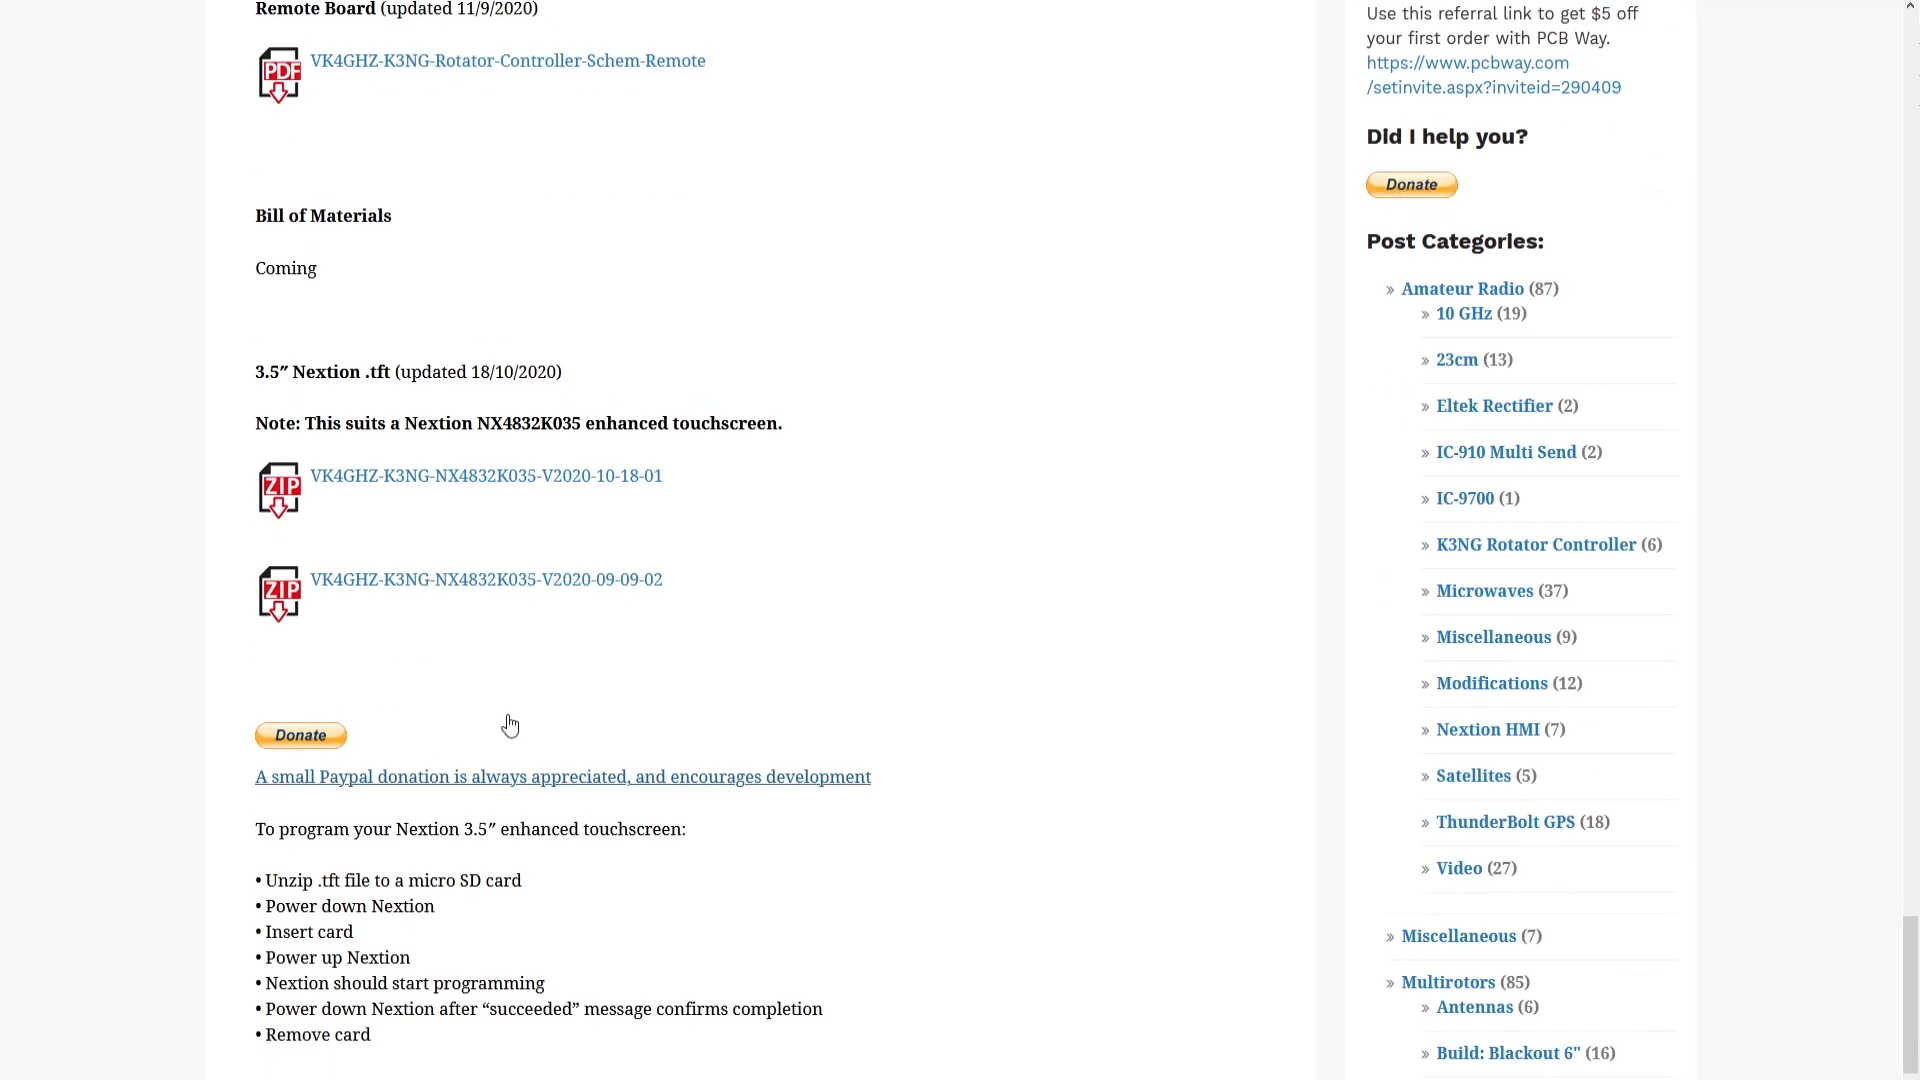 Remote Board (updated 11/9/2020)
PDF
VK4GHZ-K3NG-Rotator-Controller-Schem-Remote
Bill of Materials
Coming
3.5″ Nextion .tft (updated 18/10/2020)
Note: This suits a Nextion NX4832K035 enhanced touchscreen.
ZIP
VK4GHZ-K3NG-NX4832K035-V2020-10-18-01
ZIP
VK4GHZ-K3NG-NX4832K035-V2020-09-09-02
Donate
A small Paypal donation is always appreciated, and encourages development
To program your Nextion 3.5″ enhanced touchscreen:
• Unzip .tft file to a micro SD card
• Power down Nextion
• Insert card
• Power up Nextion
• Nextion should start programming
• Power down Nextion after “succeeded” message confirms completion
• Remove card
Use this referral link to get $5 off
your first order with PCB Way.
https://www.pcbway.com
/setinvite.aspx?inviteid=290409
Did I help you?
Donate
Post Categories:
» Amateur Radio (87)
» 10 GHz (19)
» 23cm (13)
» Eltek Rectifier (2)
» IC-910 Multi Send (2)
» IC-9700 (1)
» K3NG Rotator Controller (6)
» Microwaves (37)
» Miscellaneous (9)
» Modifications (12)
» Nextion HMI (7)
» Satellites (5)
» ThunderBolt GPS (18)
» Video (27)
» Miscellaneous (7)
» Multirotors (85)
» Antennas (6)
» Build: Blackout 6" (16)